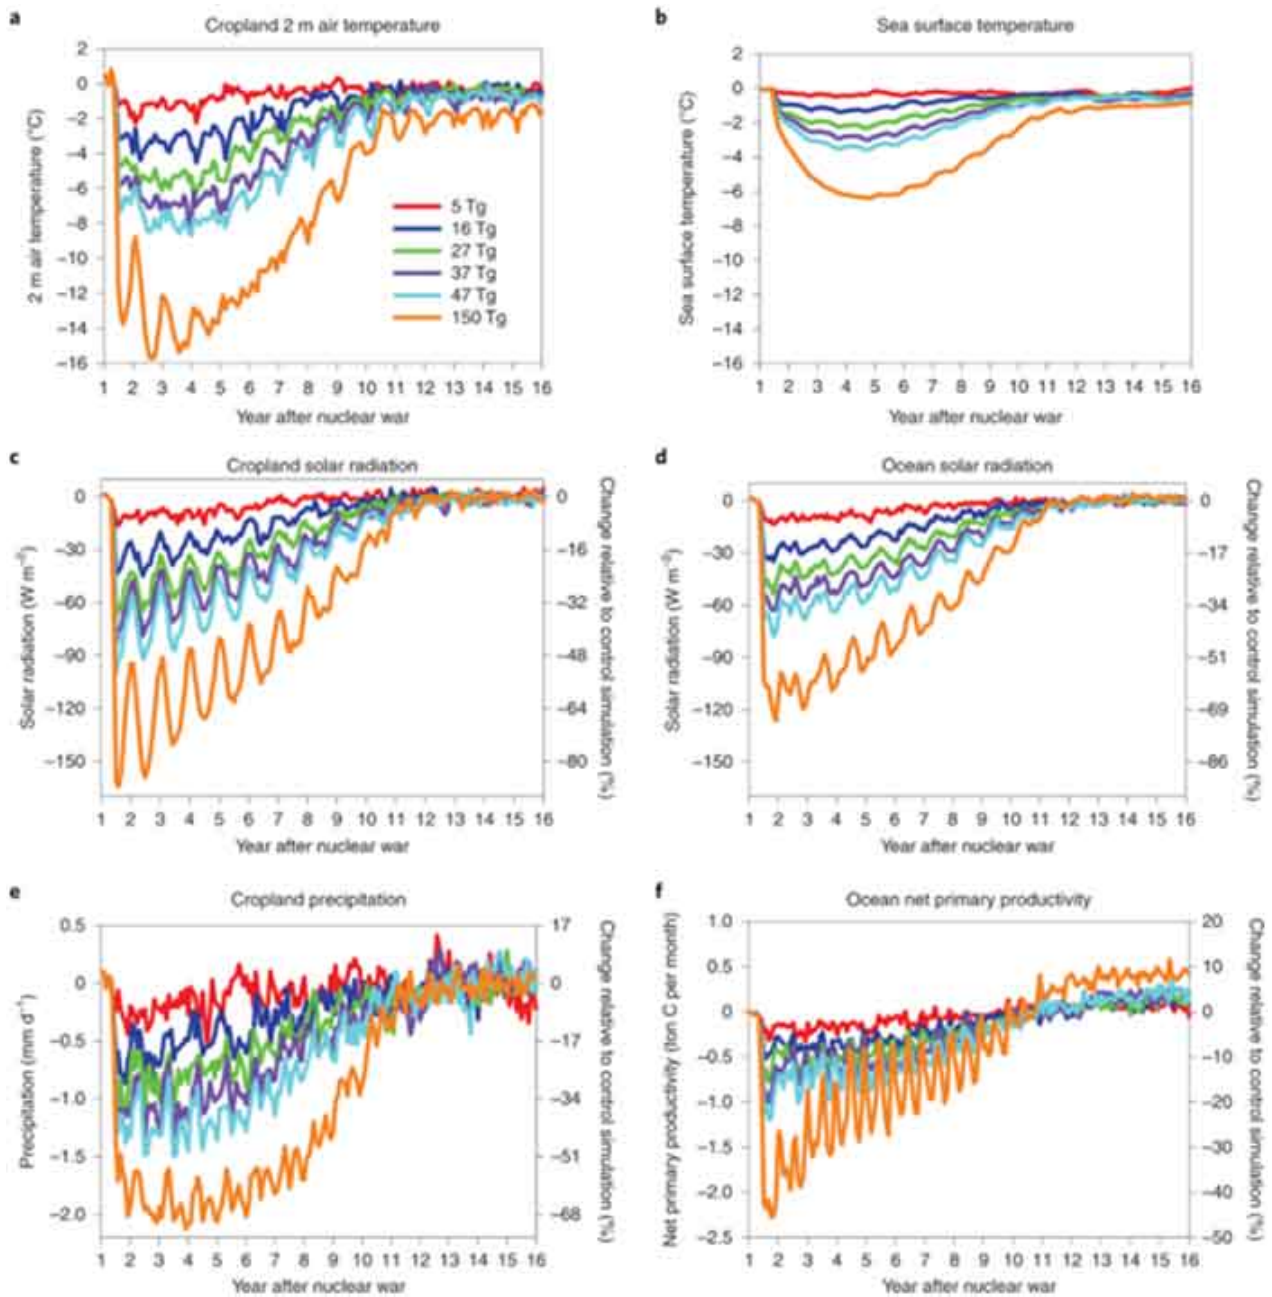 a
Cropland 2 m air temperature
2 m air temperature (°C)
2
0
−2
−4
−6
−8
−10
−12
−14
−16
5 Tg
16 Tg
27 Tg
37 Tg
47 Tg
150 Tg
1 2 3 4 5 6 7 8 9 10 11 12 13 14 15 16
Year after nuclear war
b
Sea surface temperature
Sea surface temperature (°C)
2
0
−2
−4
−6
−8
−10
−12
−14
−16
1 2 3 4 5 6 7 8 9 10 11 12 13 14 15 16
Year after nuclear war
c
Cropland solar radiation
Solar radiation (W m⁻²)
0
−30
−60
−90
−120
−150
0
−16
−32
−48
−64
−80
Change relative to control simulation (%)
1 2 3 4 5 6 7 8 9 10 11 12 13 14 15 16
Year after nuclear war
d
Ocean solar radiation
Solar radiation (W m⁻²)
0
−30
−60
−90
−120
−150
0
−17
−34
−51
−69
−86
Change relative to control simulation (%)
1 2 3 4 5 6 7 8 9 10 11 12 13 14 15 16
Year after nuclear war
e
Cropland precipitation
Precipitation (mm d⁻¹)
0.5
0
−0.5
−1.0
−1.5
−2.0
17
0
−17
−34
−51
−68
Change relative to control simulation (%)
1 2 3 4 5 6 7 8 9 10 11 12 13 14 15 16
Year after nuclear war
f
Ocean net primary productivity
Net primary productivity (ton C per month)
1.0
0.5
0
−0.5
−1.0
−1.5
−2.0
−2.5
20
10
0
−10
−20
−30
−40
−50
Change relative to control simulation (%)
1 2 3 4 5 6 7 8 9 10 11 12 13 14 15 16
Year after nuclear war